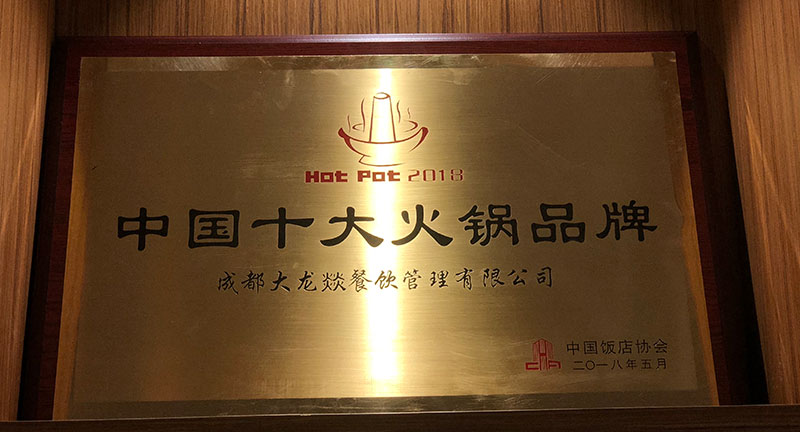 Hot Pot 2018
中国十大火锅品牌
成都大龙燚餐饮管理有限公司
CHA
中国饭店协会
二〇一八年五月